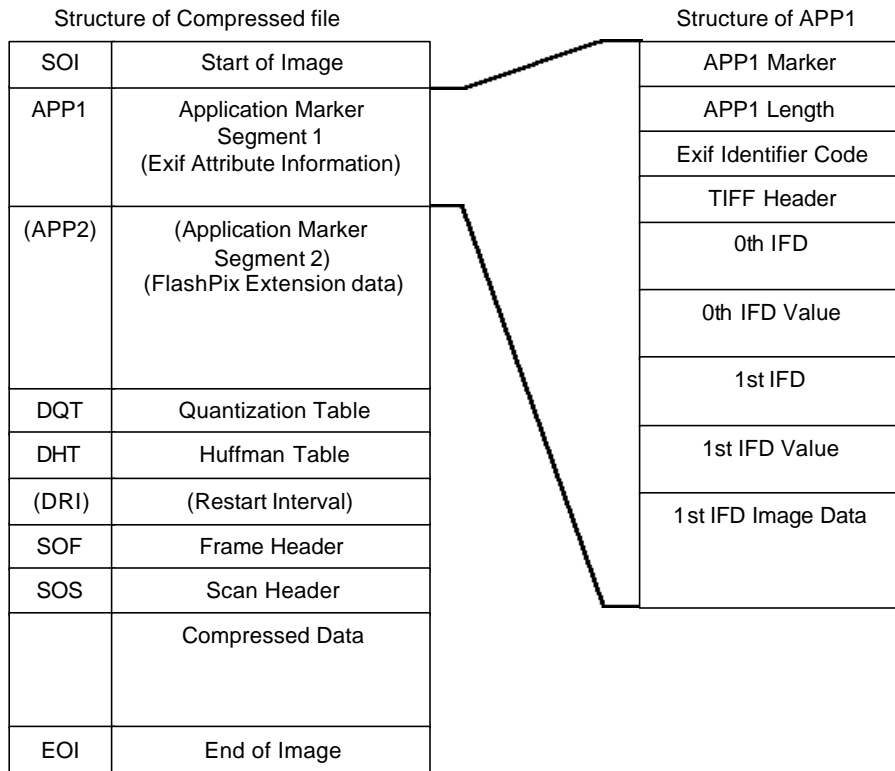 Structure of Compressed file
SOI Start of Image
APP1 Application Marker
Segment 1
(Exif Attribute Information)
(APP2) (Application Marker
Segment 2)
(FlashPix Extension data)
DQT Quantization Table
DHT Huffman Table
(DRI) (Restart Interval)
SOF Frame Header
SOS Scan Header
Compressed Data
EOI End of Image
Structure of APP1
APP1 Marker
APP1 Length
Exif Identifier Code
TIFF Header
0th IFD
0th IFD Value
1st IFD
1st IFD Value
1st IFD Image Data